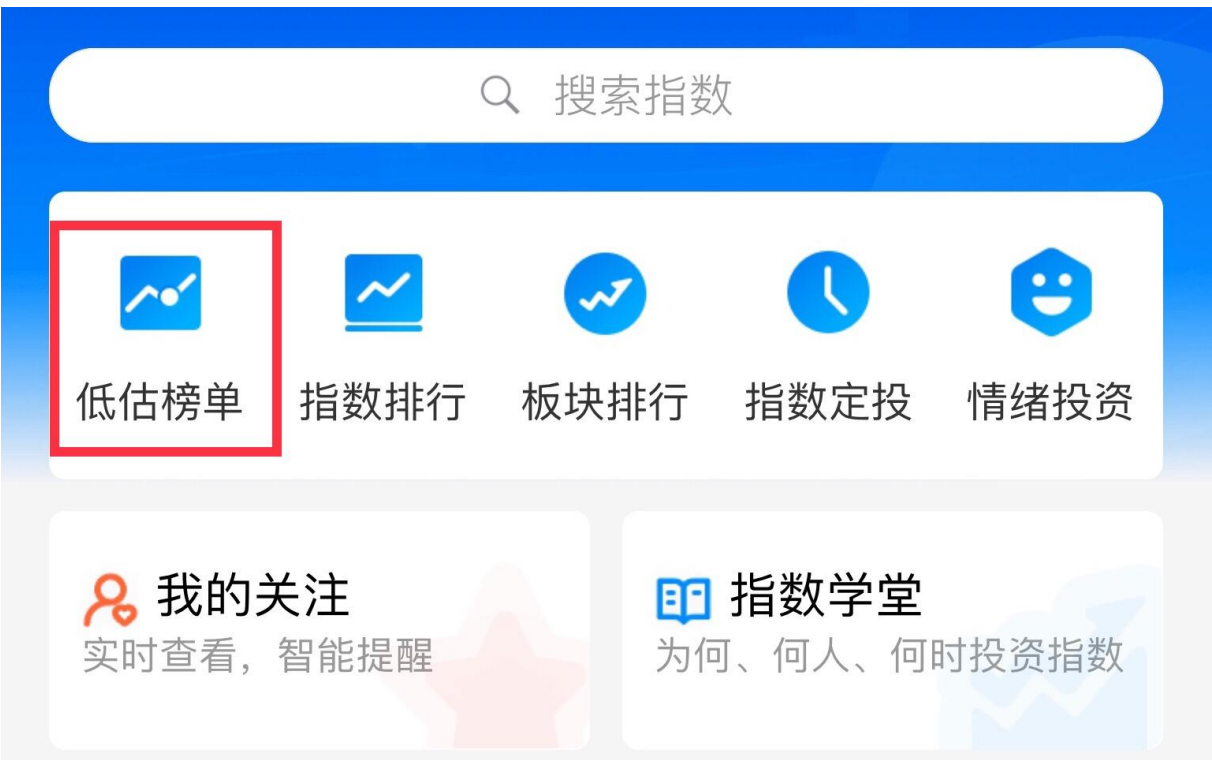 搜索指数
低估榜单 指数排行 板块排行 指数定投 情绪投资
我的关注 指数学堂
实时查看，智能提醒 为何、何人、何时投资指数